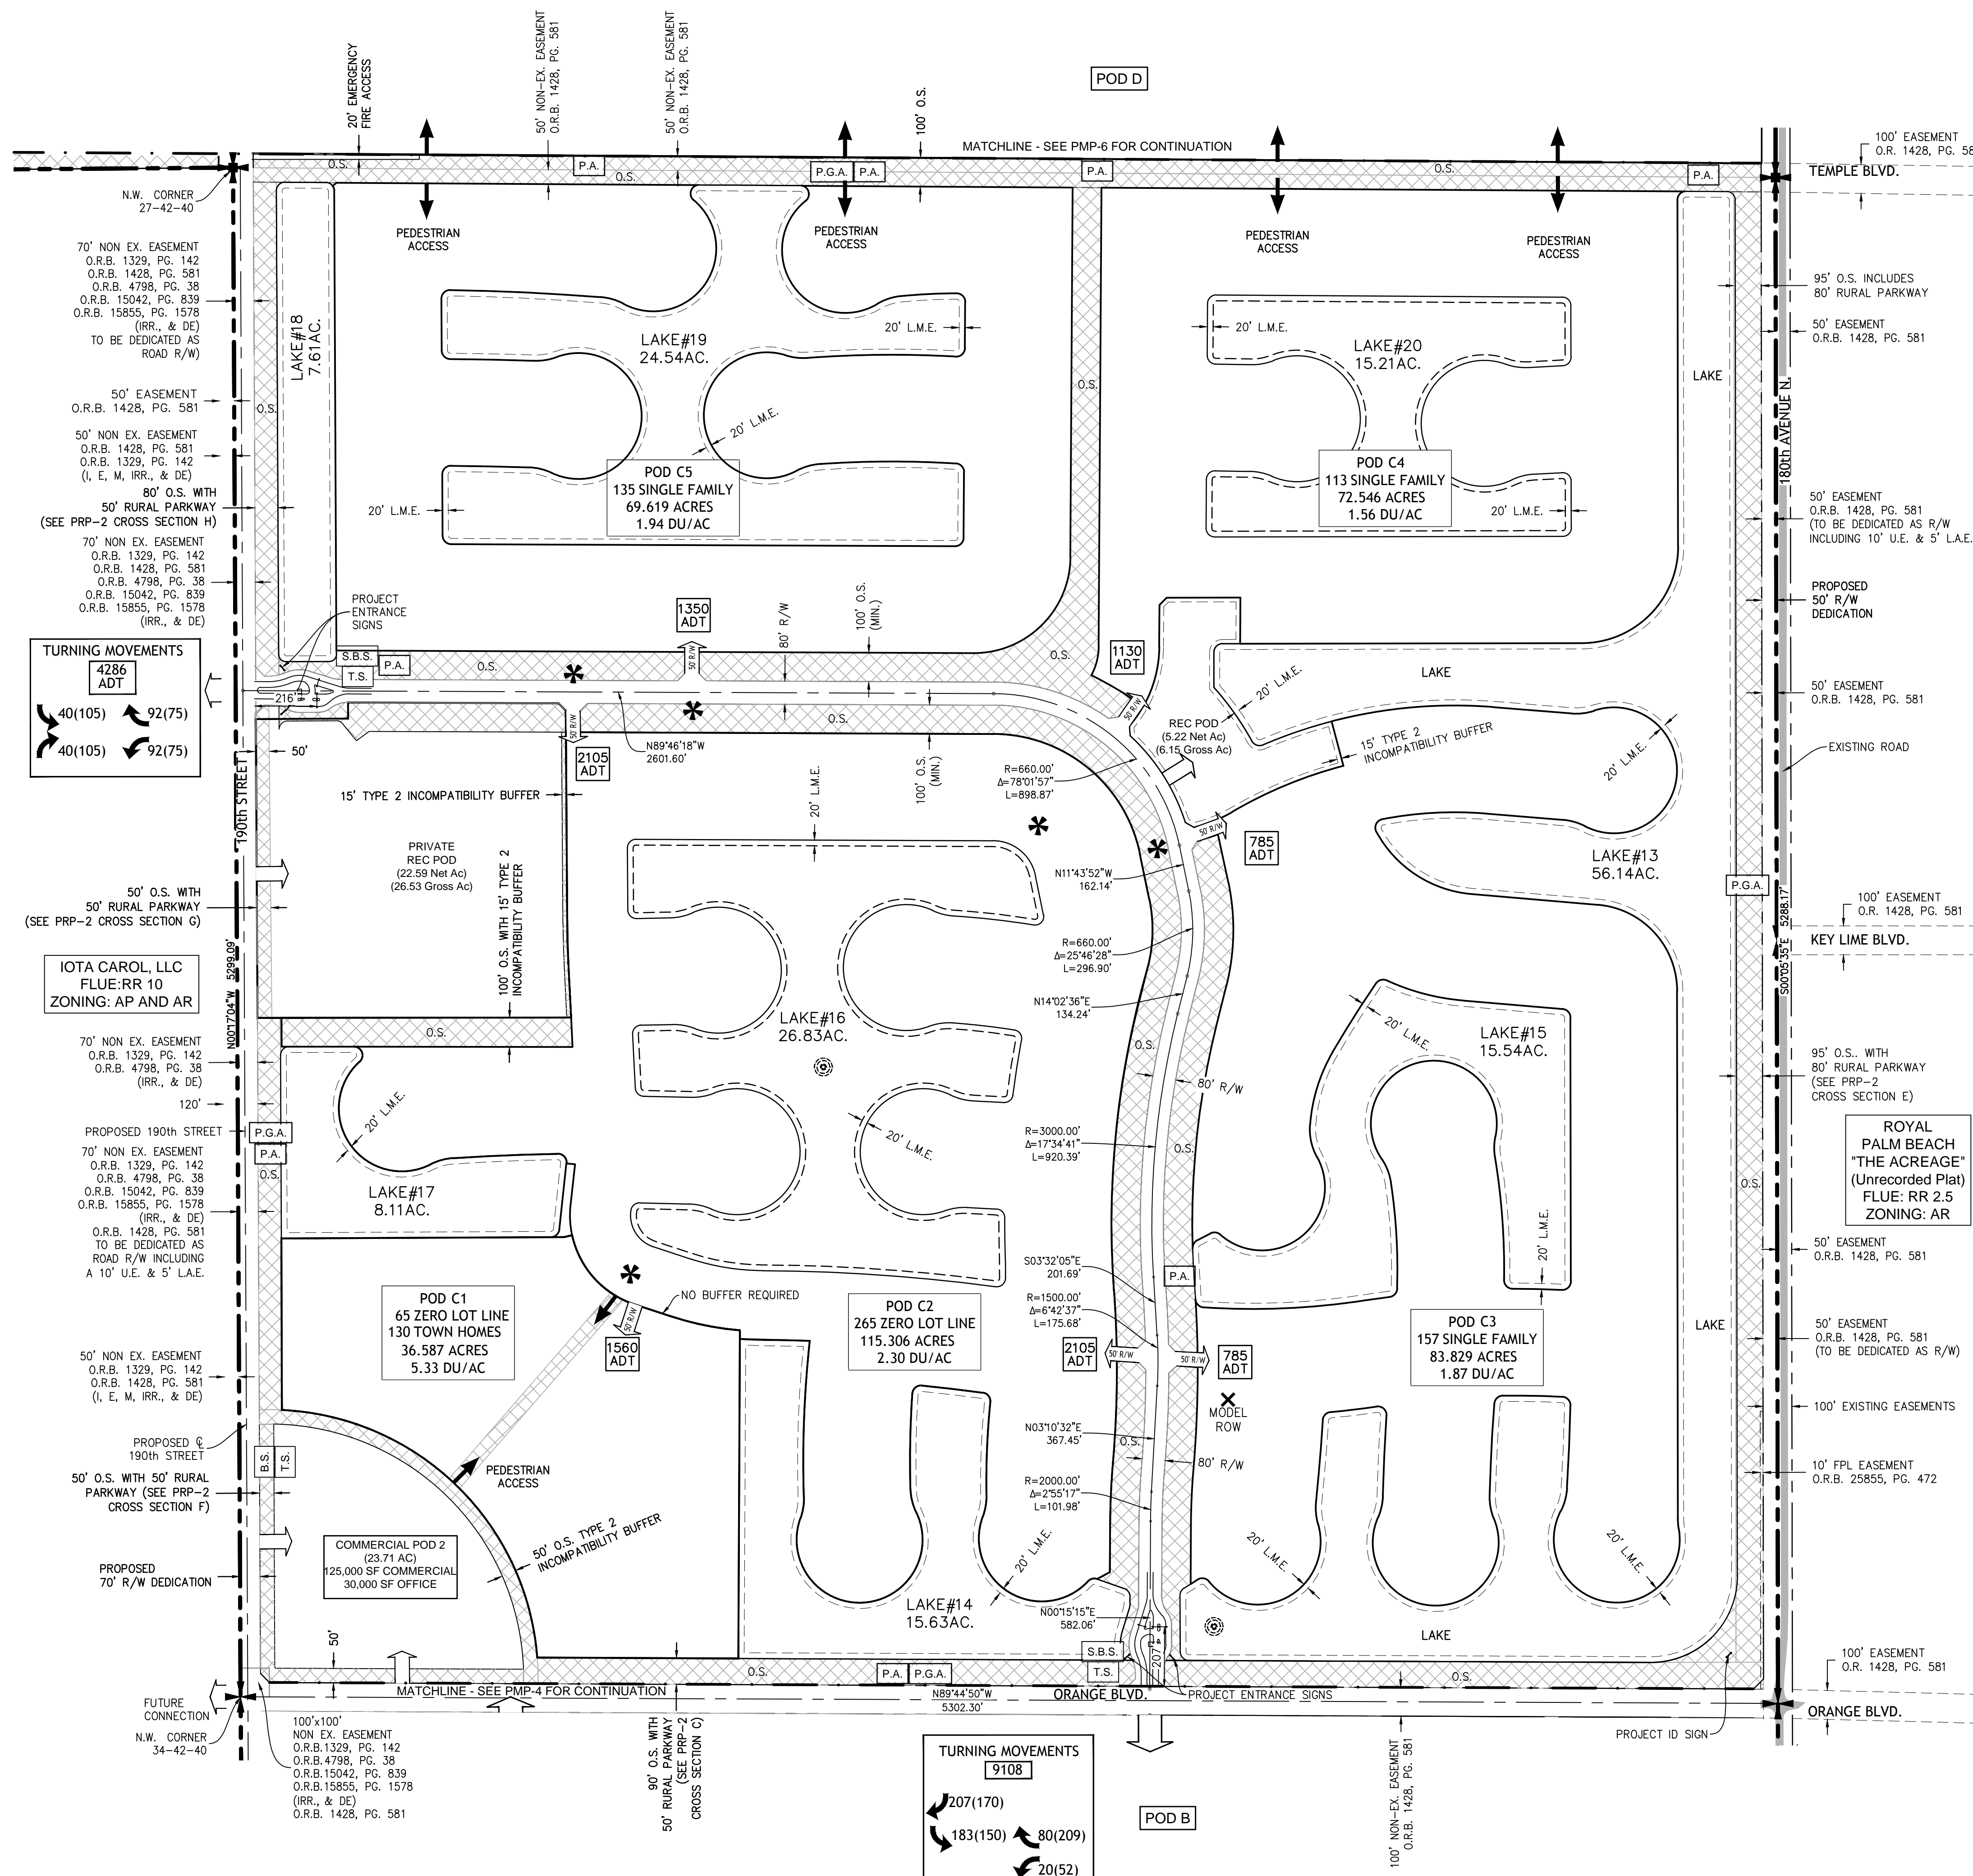 20' EMERGENCY
FIRE ACCESS
50' NON-EX. EASEMENT
O.R.B. 1428, PG. 581
50' NON-EX. EASEMENT
O.R.B. 1428, PG. 581
100' O.S.
POD D
MATCHLINE - SEE PMP-6 FOR CONTINUATION
100' EASEMENT
O.R. 1428, PG. 58
TEMPLE BLVD.
O.S.
P.A.
O.S.
P.G.A.
P.A.
P.A.
O.S.
P.A.
N.W. CORNER
27-42-40
PEDESTRIAN
ACCESS
PEDESTRIAN
ACCESS
PEDESTRIAN
ACCESS
PEDESTRIAN
ACCESS
70' NON EX. EASEMENT
O.R.B. 1329, PG. 142
O.R.B. 1428, PG. 581
O.R.B. 4798, PG. 38
O.R.B. 15042, PG. 839
O.R.B. 15855, PG. 1578
(IRR., & DE)
TO BE DEDICATED AS
ROAD R/W)
LAKE#18
7.61AC.
LAKE#19
24.54AC.
20' L.M.E.
20' L.M.E.
LAKE#20
15.21AC.
LAKE
95' O.S. INCLUDES
80' RURAL PARKWAY
50' EASEMENT
O.R.B. 1428, PG. 581
180th AVENUE N.
50' EASEMENT
O.R.B. 1428, PG. 581
O.S.
O.S.
20' L.M.E.
50' NON EX. EASEMENT
O.R.B. 1428, PG. 581
O.R.B. 1329, PG. 142
(I, E, M, IRR., & DE)
POD C5
135 SINGLE FAMILY
69.619 ACRES
1.94 DU/AC
20' L.M.E.
POD C4
113 SINGLE FAMILY
72.546 ACRES
1.56 DU/AC
20' L.M.E.
80' O.S. WITH
50' RURAL PARKWAY
(SEE PRP-2 CROSS SECTION H)
50' EASEMENT
O.R.B. 1428, PG. 581
(TO BE DEDICATED AS R/W
INCLUDING 10' U.E. & 5' L.A.E.
70' NON EX. EASEMENT
O.R.B. 1329, PG. 142
O.R.B. 1428, PG. 581
O.R.B. 4798, PG. 38
O.R.B. 15042, PG. 839
O.R.B. 15855, PG. 1578
(IRR., & DE)
PROPOSED
50' R/W
DEDICATION
PROJECT
ENTRANCE
SIGNS
1350
ADT
80' R/W
100' O.S.
(MIN.)
TURNING MOVEMENTS
4286
ADT
40(105)
92(75)
40(105)
92(75)
216'
S.B.S.
T.S.
P.A.
O.S.
50' R/W
O.S.
1130
ADT
50' R/W
LAKE
20' L.M.E.
50' EASEMENT
O.R.B. 1428, PG. 581
O.S.
50' R/W
REC POD
(5.22 Net Ac)
(6.15 Gross Ac)
15' TYPE 2
INCOMPATIBILITY BUFFER
20' L.M.E.
EXISTING ROAD
50'
190th STREET
2105
ADT
N89°46'18"W
2601.60'
100' O.S.
(MIN.)
R=660.00'
Δ=78°01'57"
L=898.87'
15' TYPE 2 INCOMPATIBILITY BUFFER
20' L.M.E.
PRIVATE
REC POD
(22.59 Net Ac)
(26.53 Gross Ac)
50' R/W
785
ADT
LAKE#13
56.14AC.
P.G.A.
N11°43'52"W
162.14'
50' O.S. WITH
50' RURAL PARKWAY
(SEE PRP-2 CROSS SECTION G)
100' O.S. WITH 15' TYPE 2
INCOMPATIBILITY BUFFER
100' EASEMENT
O.R. 1428, PG. 581
KEY LIME BLVD.
S00°05'35"E 5288.17'
R=660.00'
Δ=25°46'28"
L=296.90'
IOTA CAROL, LLC
FLUE:RR 10
ZONING: AP AND AR
N00°17'04"W 5299.09'
N14°02'36"E
134.24'
LAKE#16
26.83AC.
LAKE#15
15.54AC.
20' L.M.E.
O.S.
O.S.
70' NON EX. EASEMENT
O.R.B. 1329, PG. 142
O.R.B. 4798, PG. 38
(IRR., & DE)
95' O.S.. WITH
80' RURAL PARKWAY
(SEE PRP-2
CROSS SECTION E)
80' R/W
20' L.M.E.
120'
PROPOSED 190th STREET
P.G.A.
P.A.
O.S.
20' L.M.E.
R=3000.00'
Δ=17°34'41"
L=920.39'
O.S.
O.S.
ROYAL
PALM BEACH
"THE ACREAGE"
(Unrecorded Plat)
FLUE: RR 2.5
ZONING: AR
70' NON EX. EASEMENT
O.R.B. 1329, PG. 142
O.R.B. 4798, PG. 38
O.R.B. 15042, PG. 839
O.R.B. 15855, PG. 1578
(IRR., & DE)
O.R.B. 1428, PG. 581
TO BE DEDICATED AS
ROAD R/W INCLUDING
A 10' U.E. & 5' L.A.E.
LAKE#17
8.11AC.
20' L.M.E.
50' EASEMENT
O.R.B. 1428, PG. 581
S03°32'05"E
201.69'
P.A.
POD C1
65 ZERO LOT LINE
130 TOWN HOMES
36.587 ACRES
5.33 DU/AC
NO BUFFER REQUIRED
50' R/W
1560
ADT
POD C2
265 ZERO LOT LINE
115.306 ACRES
2.30 DU/AC
R=1500.00'
Δ=6°42'37"
L=175.68'
2105
ADT
50' R/W
50' R/W
785
ADT
POD C3
157 SINGLE FAMILY
83.829 ACRES
1.87 DU/AC
LAKE
50' EASEMENT
O.R.B. 1428, PG. 581
(TO BE DEDICATED AS R/W)
50' NON EX. EASEMENT
O.R.B. 1329, PG. 142
O.R.B. 1428, PG. 581
(I, E, M, IRR., & DE)
MODEL
ROW
100' EXISTING EASEMENTS
N03°10'32"E
367.45'
O.S.
80' R/W
PROPOSED ℄
190th STREET
B.S.
T.S.
PEDESTRIAN
ACCESS
50' O.S. WITH 50' RURAL
PARKWAY (SEE PRP-2
CROSS SECTION F)
R=2000.00'
Δ=2°55'17"
L=101.98'
10' FPL EASEMENT
O.R.B. 25855, PG. 472
50' O.S. TYPE 2
INCOMPATIBILITY BUFFER
COMMERCIAL POD 2
(23.71 AC)
125,000 SF COMMERCIAL
30,000 SF OFFICE
20' L.M.E.
20' L.M.E.
20' L.M.E.
PROPOSED
70' R/W DEDICATION
LAKE#14
15.63AC.
N00°15'15"E
582.06'
50'
S.B.S.
T.S.
207'
LAKE
100' EASEMENT
O.R. 1428, PG. 581
O.S.
P.A.
P.G.A.
O.S.
MATCHLINE - SEE PMP-4 FOR CONTINUATION
N89°44'50"W
5302.30'
ORANGE BLVD.
PROJECT ENTRANCE SIGNS
ORANGE BLVD.
FUTURE
CONNECTION
N.W. CORNER
34-42-40
100'x100'
NON EX. EASEMENT
O.R.B.1329, PG. 142
O.R.B.4798, PG. 38
O.R.B.15042, PG. 839
O.R.B.15855, PG. 1578
(IRR., & DE)
O.R.B. 1428, PG. 581
90' O.S. WITH
50' RURAL PARKWAY
(SEE PRP-2
CROSS SECTION C)
PROJECT ID SIGN
TURNING MOVEMENTS
9108
207(170)
183(150)
80(209)
20(52)
POD B
100' NON-EX. EASEMENT
O.R.B. 1428, PG. 581